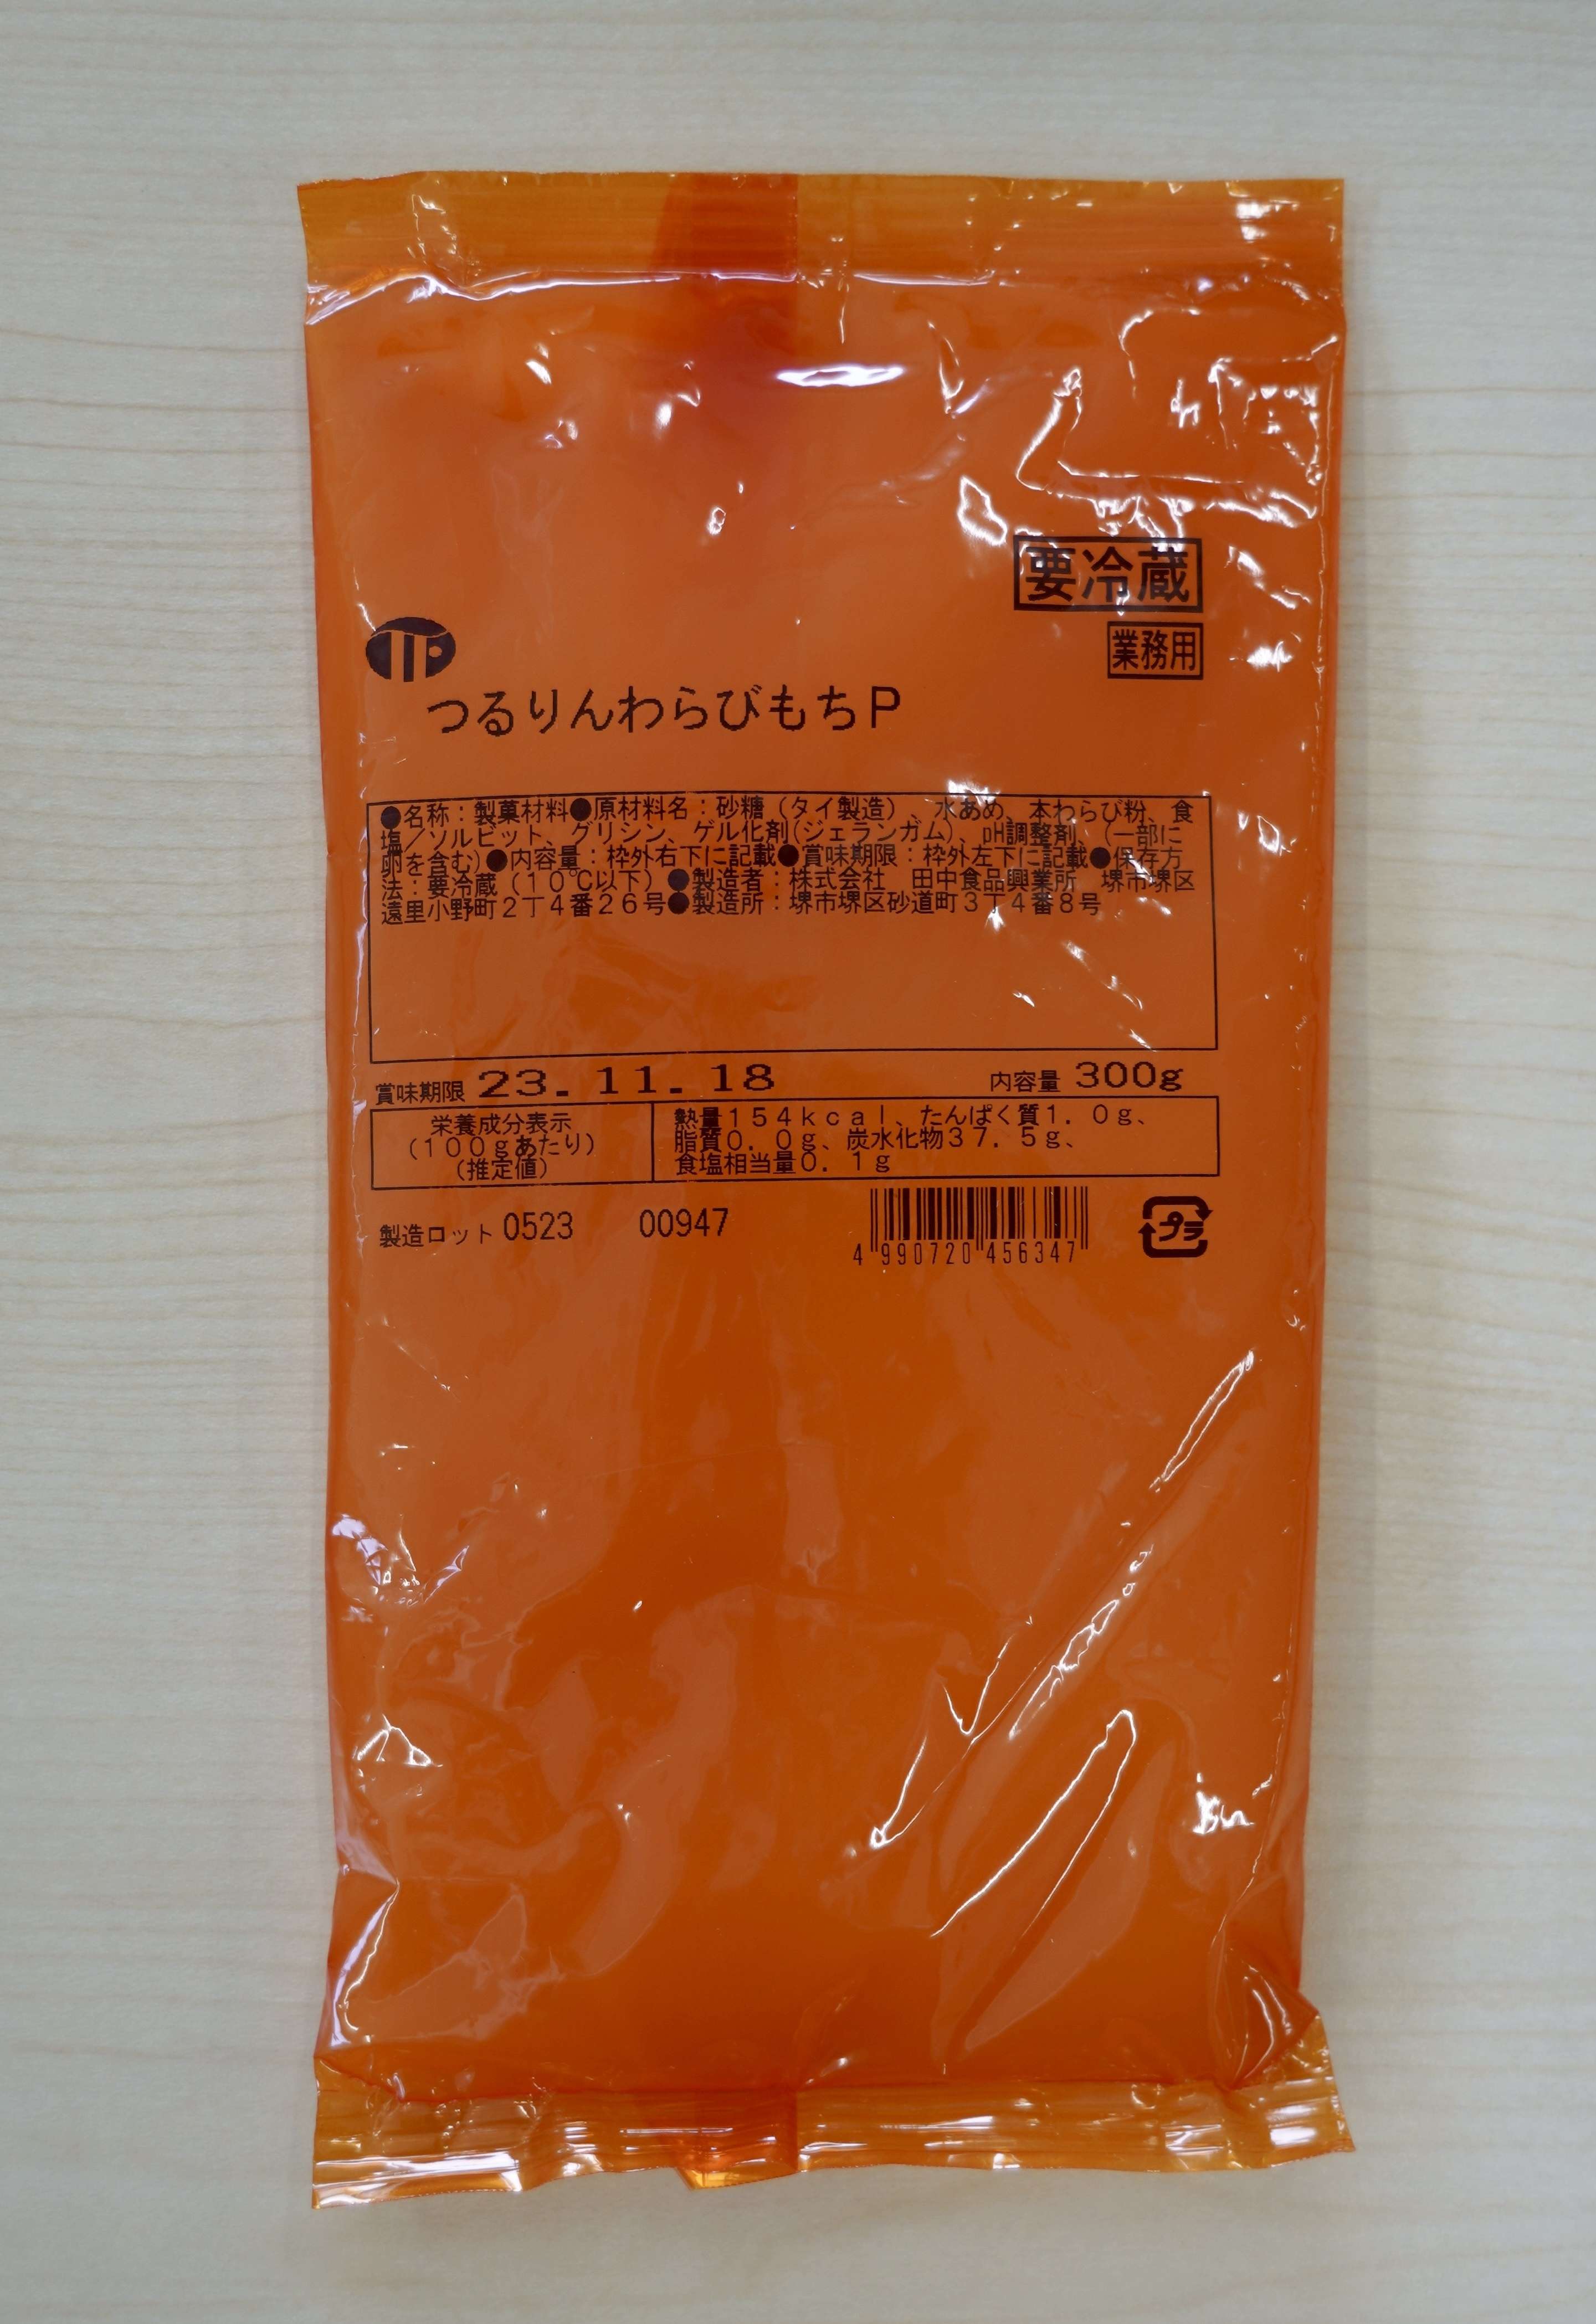 要冷蔵
業務用
TP
つるりんわらびもちP
●名称：製菓材料●原材料名：砂糖（タイ製造）、水あめ、本わらび粉、食
塩／ソルビット、グリシン、ゲル化剤（ジェランガム）、pH調整剤、（一部に
卵を含む）●内容量：枠外右下に記載●賞味期限：枠外左下に記載●保存方
法：要冷蔵（10℃以下）●製造者：株式会社　田中食品興業所　堺市堺区
遠里小野町2丁4番26号●製造所：堺市堺区砂道町3丁4番8号
賞味期限 23. 11. 18 内容量 300g
栄養成分表示
（100gあたり）
（推定値）
熱量154kcal、たんぱく質1. 0g、
脂質0. 0g、炭水化物37. 5g、
食塩相当量0. 1g
製造ロット 0523 00947
4 990720 456347
プラ